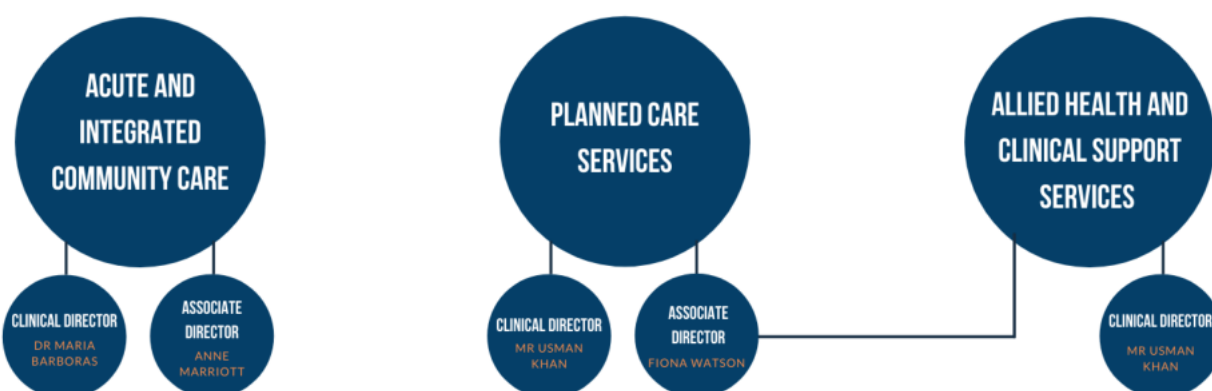 ACUTE AND
INTEGRATED
COMMUNITY CARE
CLINICAL DIRECTOR
DR MARIA
BARBORAS
ASSOCIATE
DIRECTOR
ANNE
MARRIOTT
PLANNED CARE
SERVICES
CLINICAL DIRECTOR
MR USMAN
KHAN
ASSOCIATE
DIRECTOR
FIONA WATSON
ALLIED HEALTH AND
CLINICAL SUPPORT
SERVICES
CLINICAL DIRECTOR
MR USMAN
KHAN